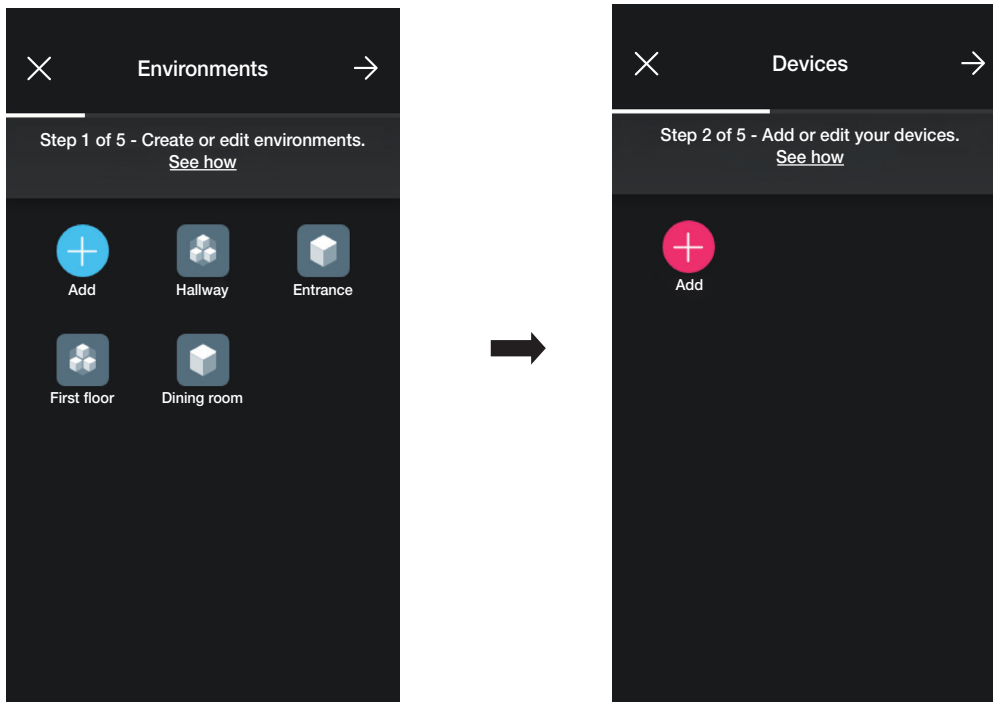 Environments
Step 1 of 5 - Create or edit environments.
See how
Add
Hallway
Entrance
First floor
Dining room
Devices
Step 2 of 5 - Add or edit your devices.
See how
Add